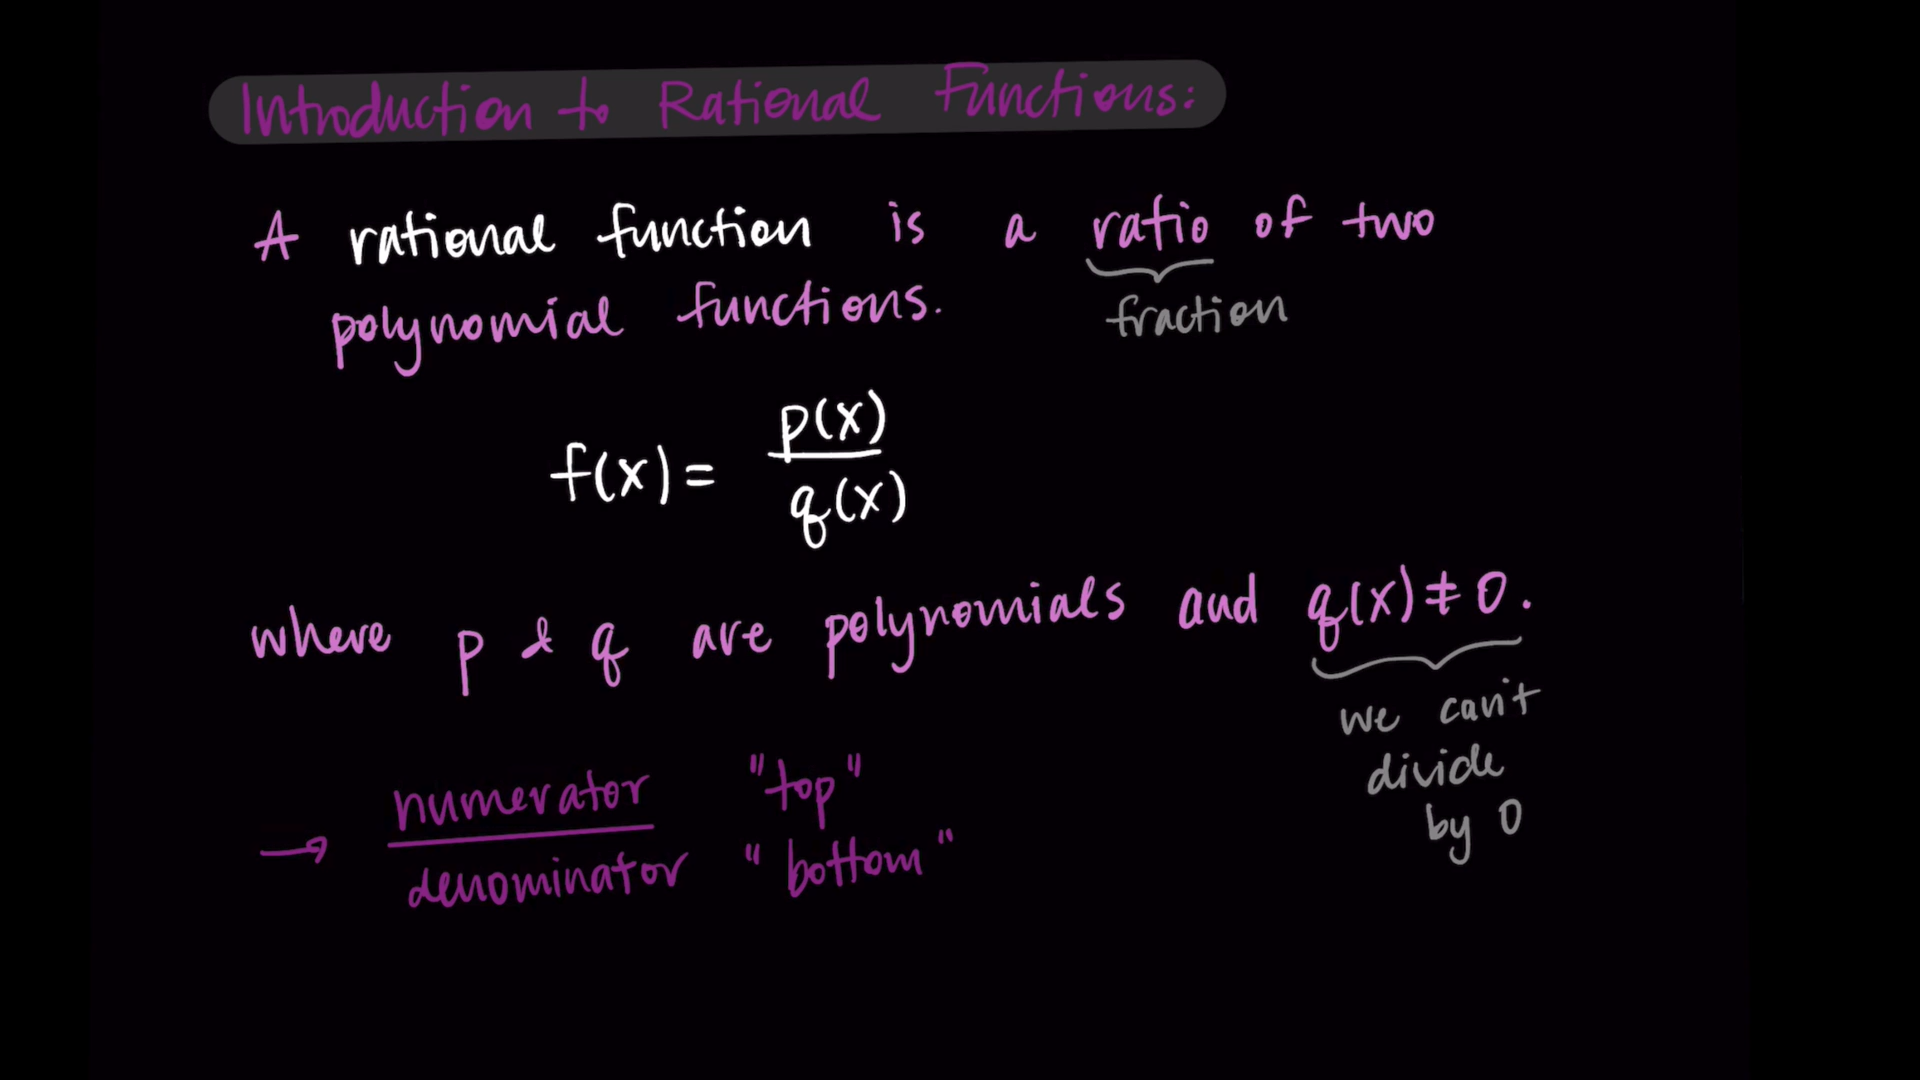 Introduction to Rational Functions:
A rational function is a ratio of two
polynomial functions.
fraction
f(x) = p(x)/q(x)
where p & q are polynomials and q(x) ≠ 0.
we can't
divide
by 0
→ numerator "top"
denominator "bottom"